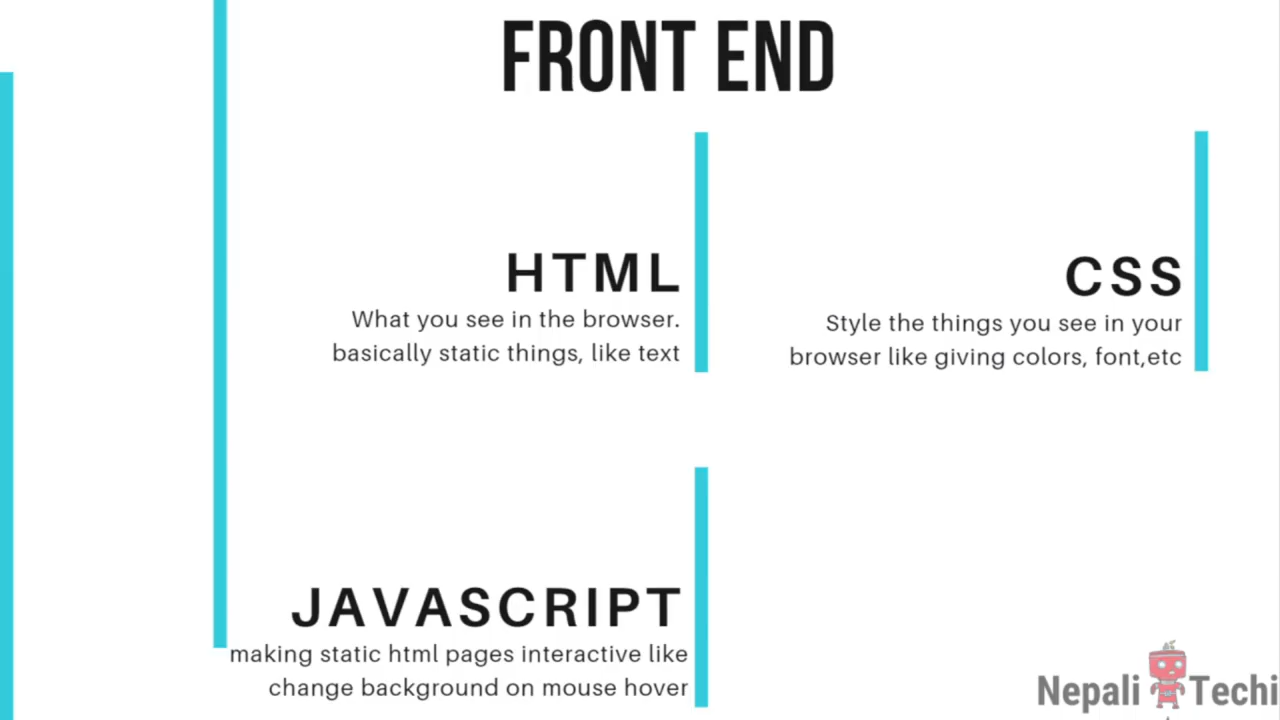 FRONT END
HTML
What you see in the browser.
basically static things, like text
CSS
Style the things you see in your
browser like giving colors, font,etc
JAVASCRIPT
making static html pages interactive like
change background on mouse hover
Nepali Techi